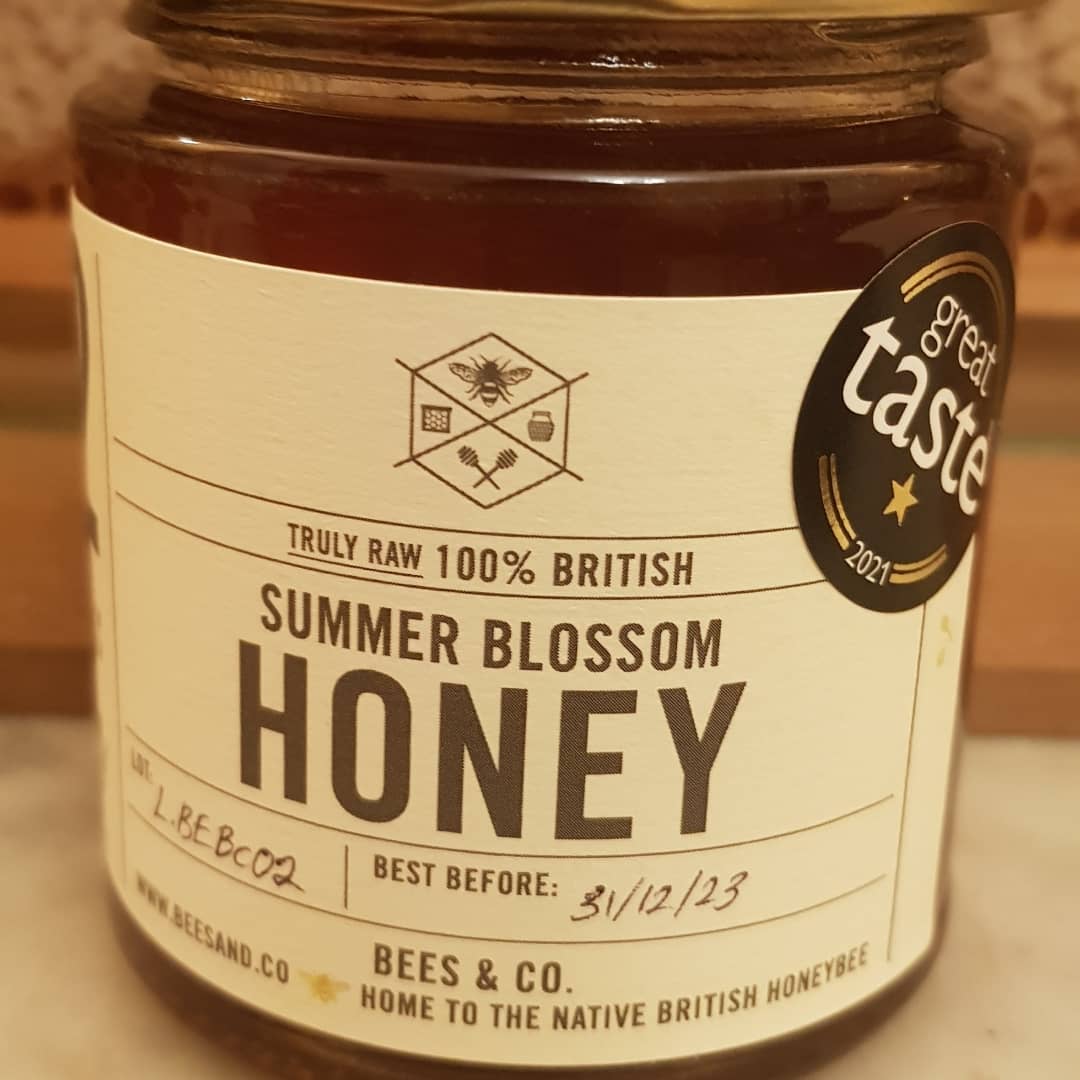 great
taste
2021
TRULY RAW 100% BRITISH
SUMMER BLOSSOM
HONEY
LOT: L.BEBC02
BEST BEFORE: 31/12/23
WWW.BEESAND.CO
BEES & CO.
HOME TO THE NATIVE BRITISH HONEYBEE